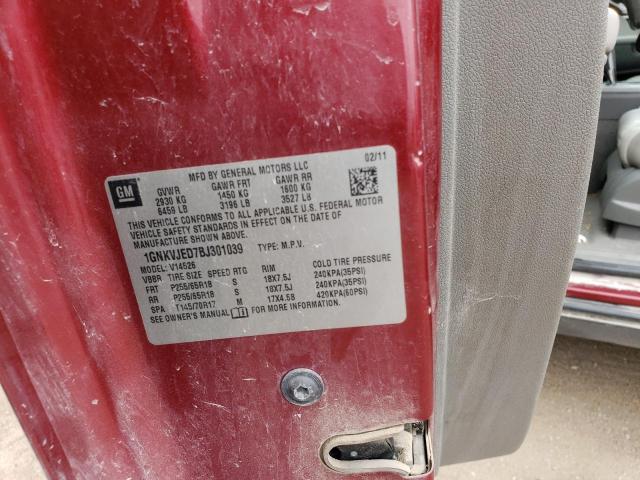 MFD BY GENERAL MOTORS LLC 02/11
GM
GVWR GAWR FRT GAWR RR
2930 KG 1450 KG 1600 KG
6459 LB 3196 LB 3527 LB
THIS VEHICLE CONFORMS TO ALL APPLICABLE U.S. FEDERAL MOTOR
VEHICLE SAFETY STANDARDS IN EFFECT ON THE DATE OF
MANUFACTURE SHOWN ABOVE.
1GNKVJED7BJ301039 TYPE: M.P.V.
MODEL: V14526
VBBR TIRE SIZE SPEED RTG RIM COLD TIRE PRESSURE
FRT P255/65R18 S 18X7.5J 240KPA(35PSI)
RR P255/65R18 S 18X7.5J 240KPA(35PSI)
SPA T145/70R17 M 17X4.5B 420KPA(60PSI)
SEE OWNER'S MANUAL FOR MORE INFORMATION.